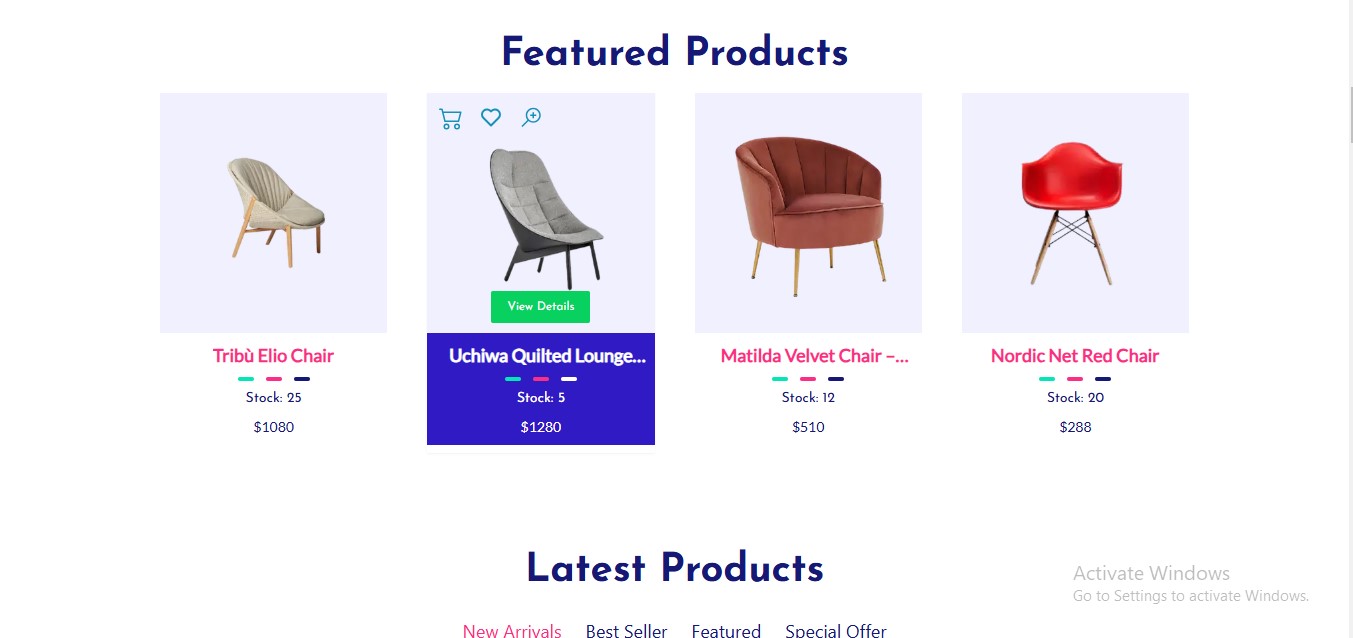 Featured Products
View Details
Tribù Elio Chair
Uchiwa Quilted Lounge...
Matilda Velvet Chair –...
Nordic Net Red Chair
Stock: 25
Stock: 5
Stock: 12
Stock: 20
$1080
$1280
$510
$288
Latest Products
Activate Windows
Go to Settings to activate Windows.
New Arrivals Best Seller Featured Special Offer